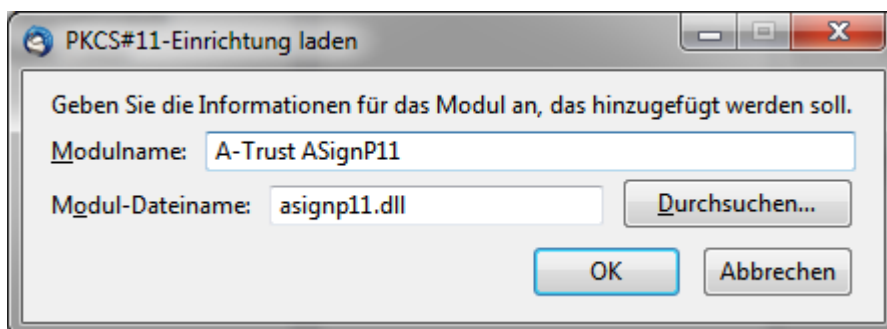 PKCS#11-Einrichtung laden
Geben Sie die Informationen für das Modul an, das hinzugefügt werden soll.
Modulname: A-Trust ASignP11
Modul-Dateiname: asignp11.dll Durchsuchen...
OK Abbrechen